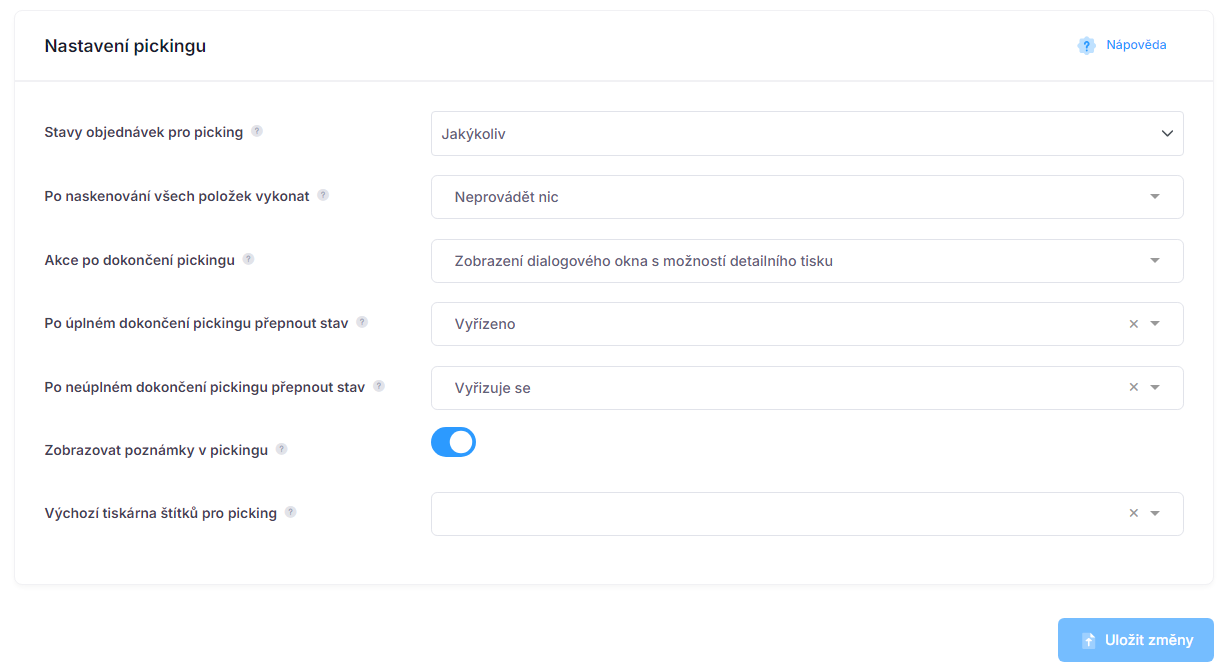 Nastavení pickingu
? Nápověda
Stavy objednávek pro picking ?
Jakýkoliv
Po naskenování všech položek vykonat ?
Neprovádět nic
Akce po dokončení pickingu ?
Zobrazení dialogového okna s možností detailního tisku
Po úplném dokončení pickingu přepnout stav ?
Vyřízeno
Po neúplném dokončení pickingu přepnout stav ?
Vyřizuje se
Zobrazovat poznámky v pickingu ?
Výchozí tiskárna štítků pro picking ?
Uložit změny